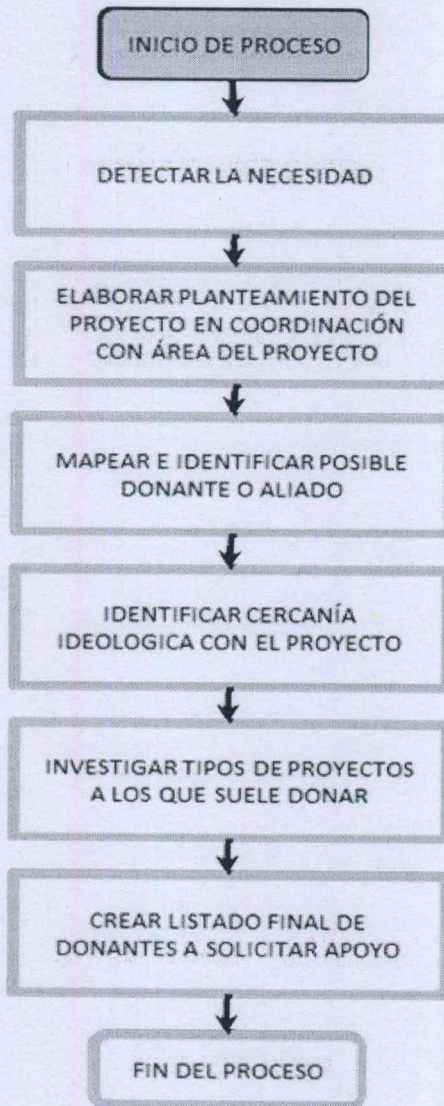 INICIO DE PROCESO
DETECTAR LA NECESIDAD
ELABORAR PLANTEAMIENTO DEL
PROYECTO EN COORDINACIÓN
CON ÁREA DEL PROYECTO
MAPEAR E IDENTIFICAR POSIBLE
DONANTE O ALIADO
IDENTIFICAR CERCANÍA
IDEOLOGICA CON EL PROYECTO
INVESTIGAR TIPOS DE PROYECTOS
A LOS QUE SUELE DONAR
CREAR LISTADO FINAL DE
DONANTES A SOLICITAR APOYO
FIN DEL PROCESO